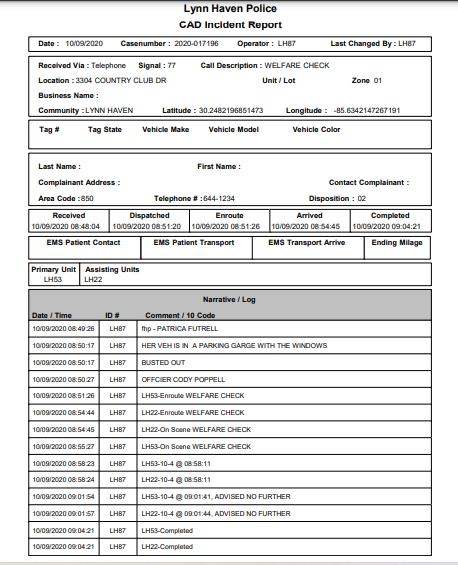 Lynn Haven Police
CAD Incident Report
Date : 10/09/2020 Casenumber : 2020-017196 Operator : LH87 Last Changed By : LH87
Received Via : Telephone Signal : 77 Call Description : WELFARE CHECK
Location : 3304 COUNTRY CLUB DR Unit / Lot Zone 01
Business Name :
Community : LYNN HAVEN Latitude : 30.2482196851473 Longitude : -85.6342147267191
Tag # Tag State Vehicle Make Vehicle Model Vehicle Color
Last Name : First Name :
Complainant Address : Contact Complainant :
Area Code : 850 Telephone # : 644-1234 Disposition : 02
Received Dispatched Enroute Arrived Completed
10/09/2020 08:48:04 10/09/2020 08:51:20 10/09/2020 08:51:26 10/09/2020 08:54:45 10/09/2020 09:04:21
EMS Patient Contact EMS Patient Transport EMS Transport Arrive Ending Milage
Primary Unit Assisting Units
LH53 LH22
Narrative / Log
Date / Time ID # Comment / 10 Code
10/09/2020 08:49:26 LH87 fhp - PATRICA FUTRELL
10/09/2020 08:50:17 LH87 HER VEH IS IN A PARKING GARGE WITH THE WINDOWS
10/09/2020 08:50:17 LH87 BUSTED OUT
10/09/2020 08:50:27 LH87 OFFCIER CODY POPPELL
10/09/2020 08:51:26 LH87 LH53-Enroute WELFARE CHECK
10/09/2020 08:54:44 LH87 LH22-Enroute WELFARE CHECK
10/09/2020 08:54:45 LH87 LH22-On Scene WELFARE CHECK
10/09/2020 08:55:27 LH87 LH53-On Scene WELFARE CHECK
10/09/2020 08:58:23 LH87 LH53-10-4 @ 08:58:11
10/09/2020 08:58:24 LH87 LH22-10-4 @ 08:58:11
10/09/2020 09:01:54 LH87 LH53-10-4 @ 09:01:41, ADVISED NO FURTHER
10/09/2020 09:01:57 LH87 LH22-10-4 @ 09:01:44, ADVISED NO FURTHER
10/09/2020 09:04:21 LH87 LH53-Completed
10/09/2020 09:04:21 LH87 LH22-Completed